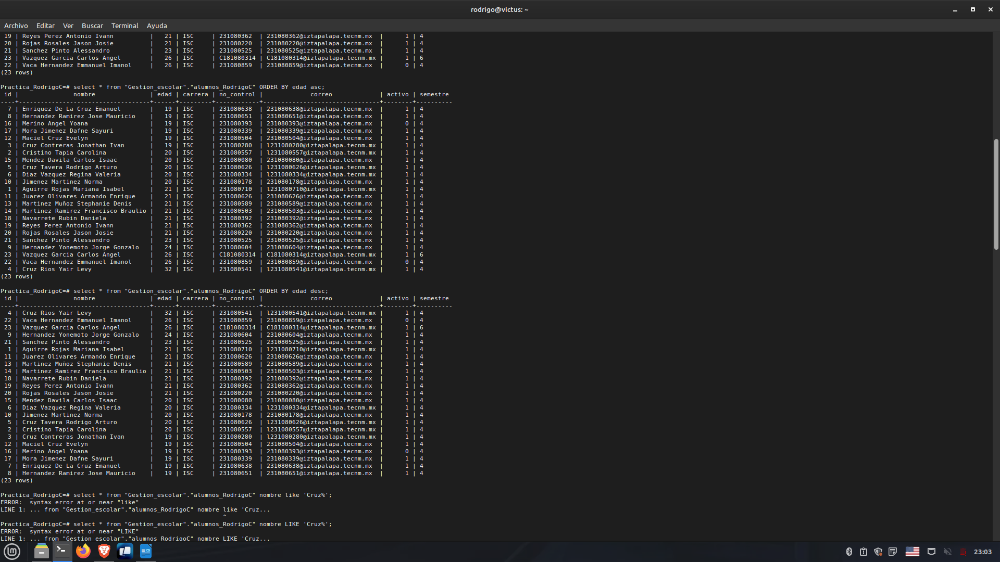 rodrigo@victus: ~
Archivo Editar Ver Buscar Terminal Ayuda
 19 | Reyes Perez Antonio Ivann          |   21 | ISC     | 231080362  | 231080362@iztapalapa.tecnm.mx  |      1 | 4
 20 | Rojas Rosales Jason Josie          |   21 | ISC     | 231080220  | 231080220@iztapalapa.tecnm.mx  |      1 | 4
 21 | Sanchez Pinto Alessandro           |   23 | ISC     | 231080525  | 231080525@iztapalapa.tecnm.mx  |      1 | 4
 23 | Vazquez Garcia Carlos Angel        |   26 | ISC     | C181080314 | C181080314@iztapalapa.tecnm.mx |      1 | 6
 22 | Vaca Hernandez Emmanuel Imanol     |   26 | ISC     | 231080859  | 231080859@iztapalapa.tecnm.mx  |      0 | 4
(23 rows)
Practica_RodrigoC=# select * from "Gestion_escolar"."alumnos_RodrigoC" ORDER BY edad asc;
 id |               nombre               | edad | carrera | no_control |             correo             | activo | semestre
----+------------------------------------+------+---------+------------+--------------------------------+--------+----------
  7 | Enriquez De La Cruz Emanuel        |   19 | ISC     | 231080638  | 231080638@iztapalapa.tecnm.mx  |      1 | 4
  8 | Hernandez Ramirez Jose Mauricio    |   19 | ISC     | 231080651  | 231080651@iztapalapa.tecnm.mx  |      1 | 4
 16 | Merino Angel Yoana                 |   19 | ISC     | 231080393  | 231080393@iztapalapa.tecnm.mx  |      0 | 4
 17 | Mora Jimenez Dafne Sayuri          |   19 | ISC     | 231080339  | 231080339@iztapalapa.tecnm.mx  |      1 | 4
 12 | Maciel Cruz Evelyn                 |   19 | ISC     | 231080504  | 231080504@iztapalapa.tecnm.mx  |      1 | 4
  3 | Cruz Contreras Jonathan Ivan       |   19 | ISC     | 231080280  | l231080280@iztapalapa.tecnm.mx |      1 | 4
  2 | Cristino Tapia Carolina            |   20 | ISC     | 231080557  | l231080557@iztapalapa.tecnm.mx |      1 | 4
 15 | Mendez Davila Carlos Isaac         |   20 | ISC     | 231080080  | 231080080@iztapalapa.tecnm.mx  |      1 | 4
  5 | Cruz Tavera Rodrigo Arturo         |   20 | ISC     | 231080626  | l231080626@iztapalapa.tecnm.mx |      1 | 4
  6 | Diaz Vazquez Regina Valeria        |   20 | ISC     | 231080334  | l231080334@iztapalapa.tecnm.mx |      1 | 4
 10 | Jimenez Martinez Norma             |   20 | ISC     | 231080178  | 231080178@iztapalapa.tecnm.mx  |      1 | 4
  1 | Aguirre Rojas Mariana Isabel       |   21 | ISC     | 231080710  | l231080710@iztapalapa.tecnm.mx |      1 | 4
 11 | Juarez Olivares Armando Enrique    |   21 | ISC     | 231080626  | 231080626@iztapalapa.tecnm.mx  |      1 | 4
 13 | Martinez Muñoz Stephanie Denis     |   21 | ISC     | 231080589  | 231080589@iztapalapa.tecnm.mx  |      1 | 4
 14 | Martinez Ramirez Francisco Braulio |   21 | ISC     | 231080503  | 231080503@iztapalapa.tecnm.mx  |      1 | 4
 18 | Navarrete Rubin Daniela            |   21 | ISC     | 231080392  | 231080392@iztapalapa.tecnm.mx  |      1 | 4
 19 | Reyes Perez Antonio Ivann          |   21 | ISC     | 231080362  | 231080362@iztapalapa.tecnm.mx  |      1 | 4
 20 | Rojas Rosales Jason Josie          |   21 | ISC     | 231080220  | 231080220@iztapalapa.tecnm.mx  |      1 | 4
 21 | Sanchez Pinto Alessandro           |   23 | ISC     | 231080525  | 231080525@iztapalapa.tecnm.mx  |      1 | 4
  9 | Hernandez Yonemoto Jorge Gonzalo   |   24 | ISC     | 231080604  | 231080604@iztapalapa.tecnm.mx  |      1 | 4
 23 | Vazquez Garcia Carlos Angel        |   26 | ISC     | C181080314 | C181080314@iztapalapa.tecnm.mx |      1 | 6
 22 | Vaca Hernandez Emmanuel Imanol     |   26 | ISC     | 231080859  | 231080859@iztapalapa.tecnm.mx  |      0 | 4
  4 | Cruz Rios Yair Levy                |   32 | ISC     | 231080541  | l231080541@iztapalapa.tecnm.mx |      1 | 4
(23 rows)
Practica_RodrigoC=# select * from "Gestion_escolar"."alumnos_RodrigoC" ORDER BY edad desc;
 id |               nombre               | edad | carrera | no_control |             correo             | activo | semestre
----+------------------------------------+------+---------+------------+--------------------------------+--------+----------
  4 | Cruz Rios Yair Levy                |   32 | ISC     | 231080541  | l231080541@iztapalapa.tecnm.mx |      1 | 4
 22 | Vaca Hernandez Emmanuel Imanol     |   26 | ISC     | 231080859  | 231080859@iztapalapa.tecnm.mx  |      0 | 4
 23 | Vazquez Garcia Carlos Angel        |   26 | ISC     | C181080314 | C181080314@iztapalapa.tecnm.mx |      1 | 6
  9 | Hernandez Yonemoto Jorge Gonzalo   |   24 | ISC     | 231080604  | 231080604@iztapalapa.tecnm.mx  |      1 | 4
 21 | Sanchez Pinto Alessandro           |   23 | ISC     | 231080525  | 231080525@iztapalapa.tecnm.mx  |      1 | 4
  1 | Aguirre Rojas Mariana Isabel       |   21 | ISC     | 231080710  | l231080710@iztapalapa.tecnm.mx |      1 | 4
 11 | Juarez Olivares Armando Enrique    |   21 | ISC     | 231080626  | 231080626@iztapalapa.tecnm.mx  |      1 | 4
 13 | Martinez Muñoz Stephanie Denis     |   21 | ISC     | 231080589  | 231080589@iztapalapa.tecnm.mx  |      1 | 4
 14 | Martinez Ramirez Francisco Braulio |   21 | ISC     | 231080503  | 231080503@iztapalapa.tecnm.mx  |      1 | 4
 18 | Navarrete Rubin Daniela            |   21 | ISC     | 231080392  | 231080392@iztapalapa.tecnm.mx  |      1 | 4
 19 | Reyes Perez Antonio Ivann          |   21 | ISC     | 231080362  | 231080362@iztapalapa.tecnm.mx  |      1 | 4
 20 | Rojas Rosales Jason Josie          |   21 | ISC     | 231080220  | 231080220@iztapalapa.tecnm.mx  |      1 | 4
 15 | Mendez Davila Carlos Isaac         |   20 | ISC     | 231080080  | 231080080@iztapalapa.tecnm.mx  |      1 | 4
  6 | Diaz Vazquez Regina Valeria        |   20 | ISC     | 231080334  | l231080334@iztapalapa.tecnm.mx |      1 | 4
 10 | Jimenez Martinez Norma             |   20 | ISC     | 231080178  | 231080178@iztapalapa.tecnm.mx  |      1 | 4
  5 | Cruz Tavera Rodrigo Arturo         |   20 | ISC     | 231080626  | l231080626@iztapalapa.tecnm.mx |      1 | 4
  2 | Cristino Tapia Carolina            |   20 | ISC     | 231080557  | l231080557@iztapalapa.tecnm.mx |      1 | 4
  3 | Cruz Contreras Jonathan Ivan       |   19 | ISC     | 231080280  | l231080280@iztapalapa.tecnm.mx |      1 | 4
 12 | Maciel Cruz Evelyn                 |   19 | ISC     | 231080504  | 231080504@iztapalapa.tecnm.mx  |      1 | 4
 16 | Merino Angel Yoana                 |   19 | ISC     | 231080393  | 231080393@iztapalapa.tecnm.mx  |      0 | 4
 17 | Mora Jimenez Dafne Sayuri          |   19 | ISC     | 231080339  | 231080339@iztapalapa.tecnm.mx  |      1 | 4
  7 | Enriquez De La Cruz Emanuel        |   19 | ISC     | 231080638  | 231080638@iztapalapa.tecnm.mx  |      1 | 4
  8 | Hernandez Ramirez Jose Mauricio    |   19 | ISC     | 231080651  | 231080651@iztapalapa.tecnm.mx  |      1 | 4
(23 rows)
Practica_RodrigoC=# select * from "Gestion_escolar"."alumnos_RodrigoC" nombre like 'Cruz%';
ERROR:  syntax error at or near "like"
LINE 1: ... from "Gestion_escolar"."alumnos_RodrigoC" nombre like 'Cruz...
                                                             ^
Practica_RodrigoC=# select * from "Gestion_escolar"."alumnos_RodrigoC" nombre LIKE 'Cruz%';
ERROR:  syntax error at or near "LIKE"
LINE 1: ... from "Gestion_escolar"."alumnos_RodrigoC" nombre LIKE 'Cruz...
23:03